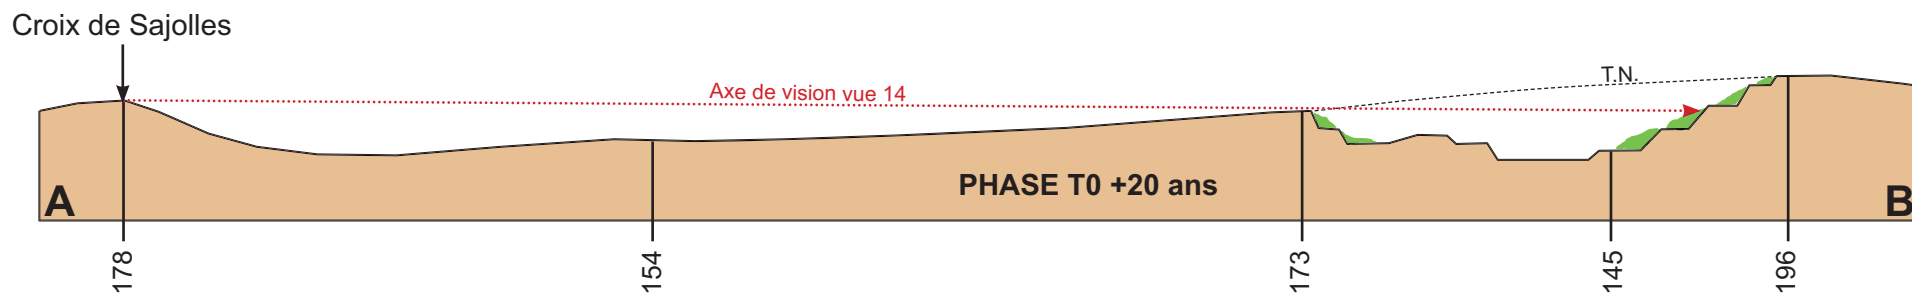 Croix de Sajolles
Axe de vision vue 14
T.N.
PHASE T0 +20 ans
A
B
178
154
173
145
196